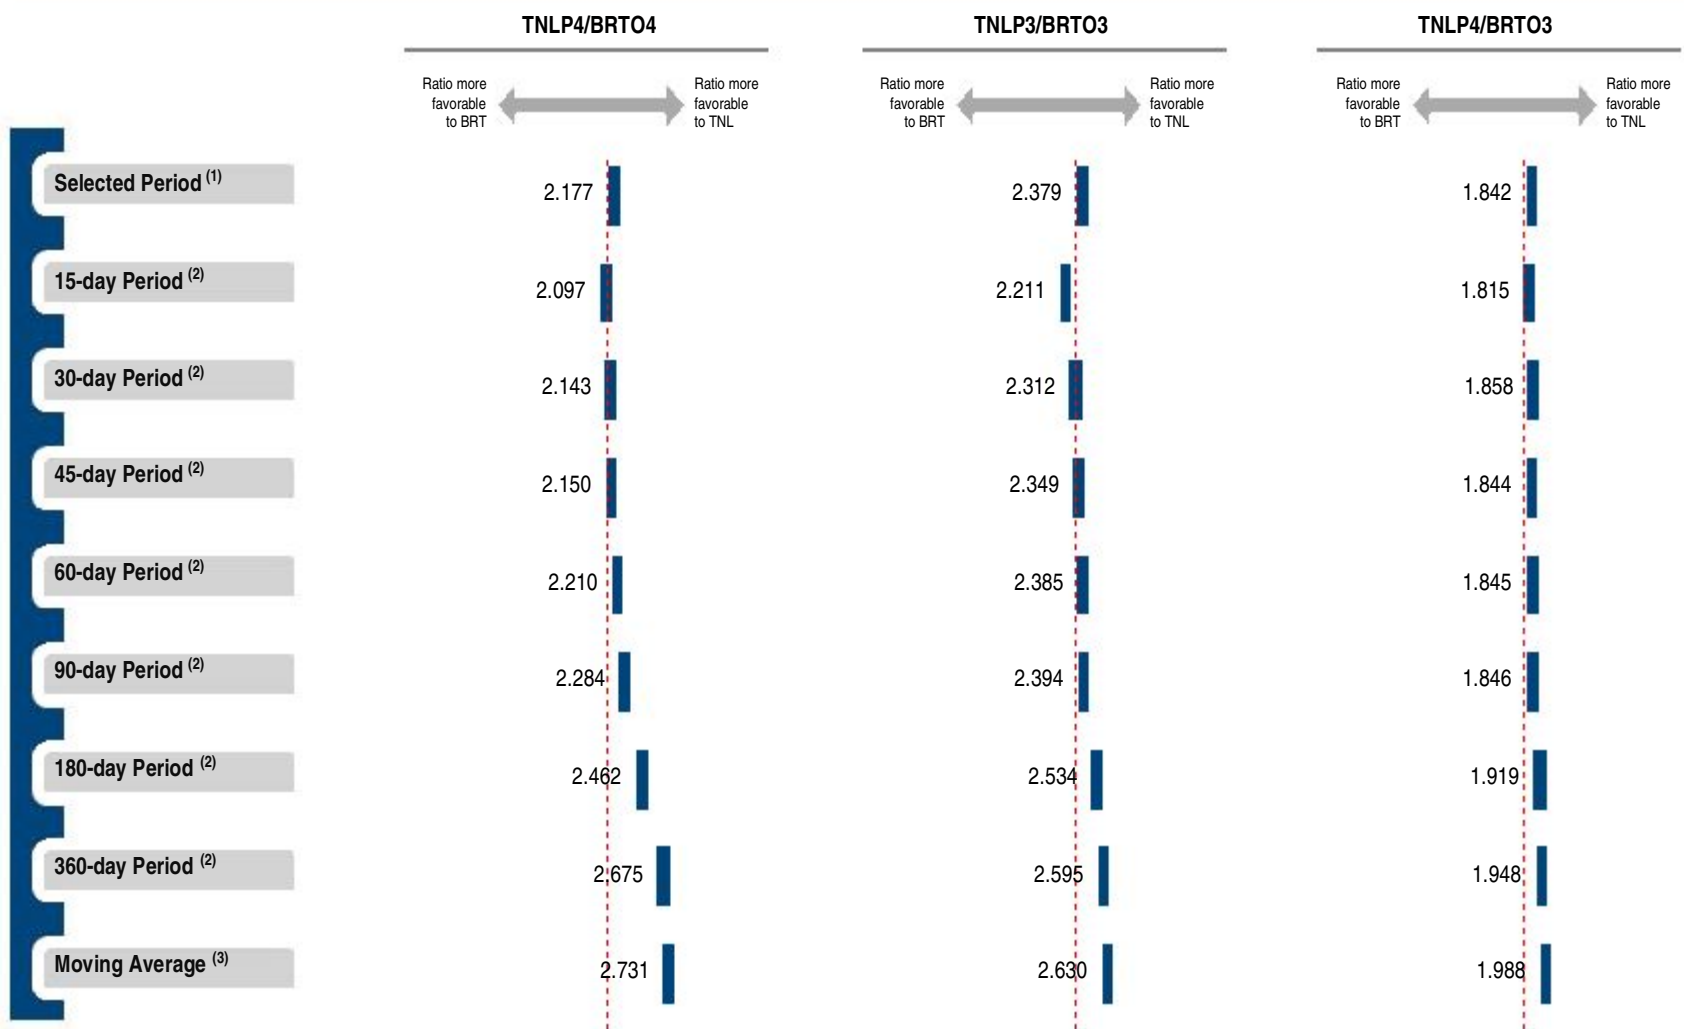 TNLP4/BRTO4 TNLP3/BRTO3 TNLP4/BRTO3
Ratio more Ratio more Ratio more Ratio more Ratio more Ratio more
favorable favorable favorable favorable favorable favorable
to BRT to TNL to BRT to TNL to BRT to TNL
Selected Period (1) 2.177 2.379 1.842
15-day Period (2) 2.097 2.211 1.815
30-day Period (2) 2.143 2.312 1.858
45-day Period (2) 2.150 2.349 1.844
60-day Period (2) 2.210 2.385 1.845
90-day Period (2) 2.284 2.394 1.846
180-day Period (2) 2.462 2.534 1.919
360-day Period (2) 2.675 2.595 1.948
Moving Average (3) 2.731 2.630 1.988